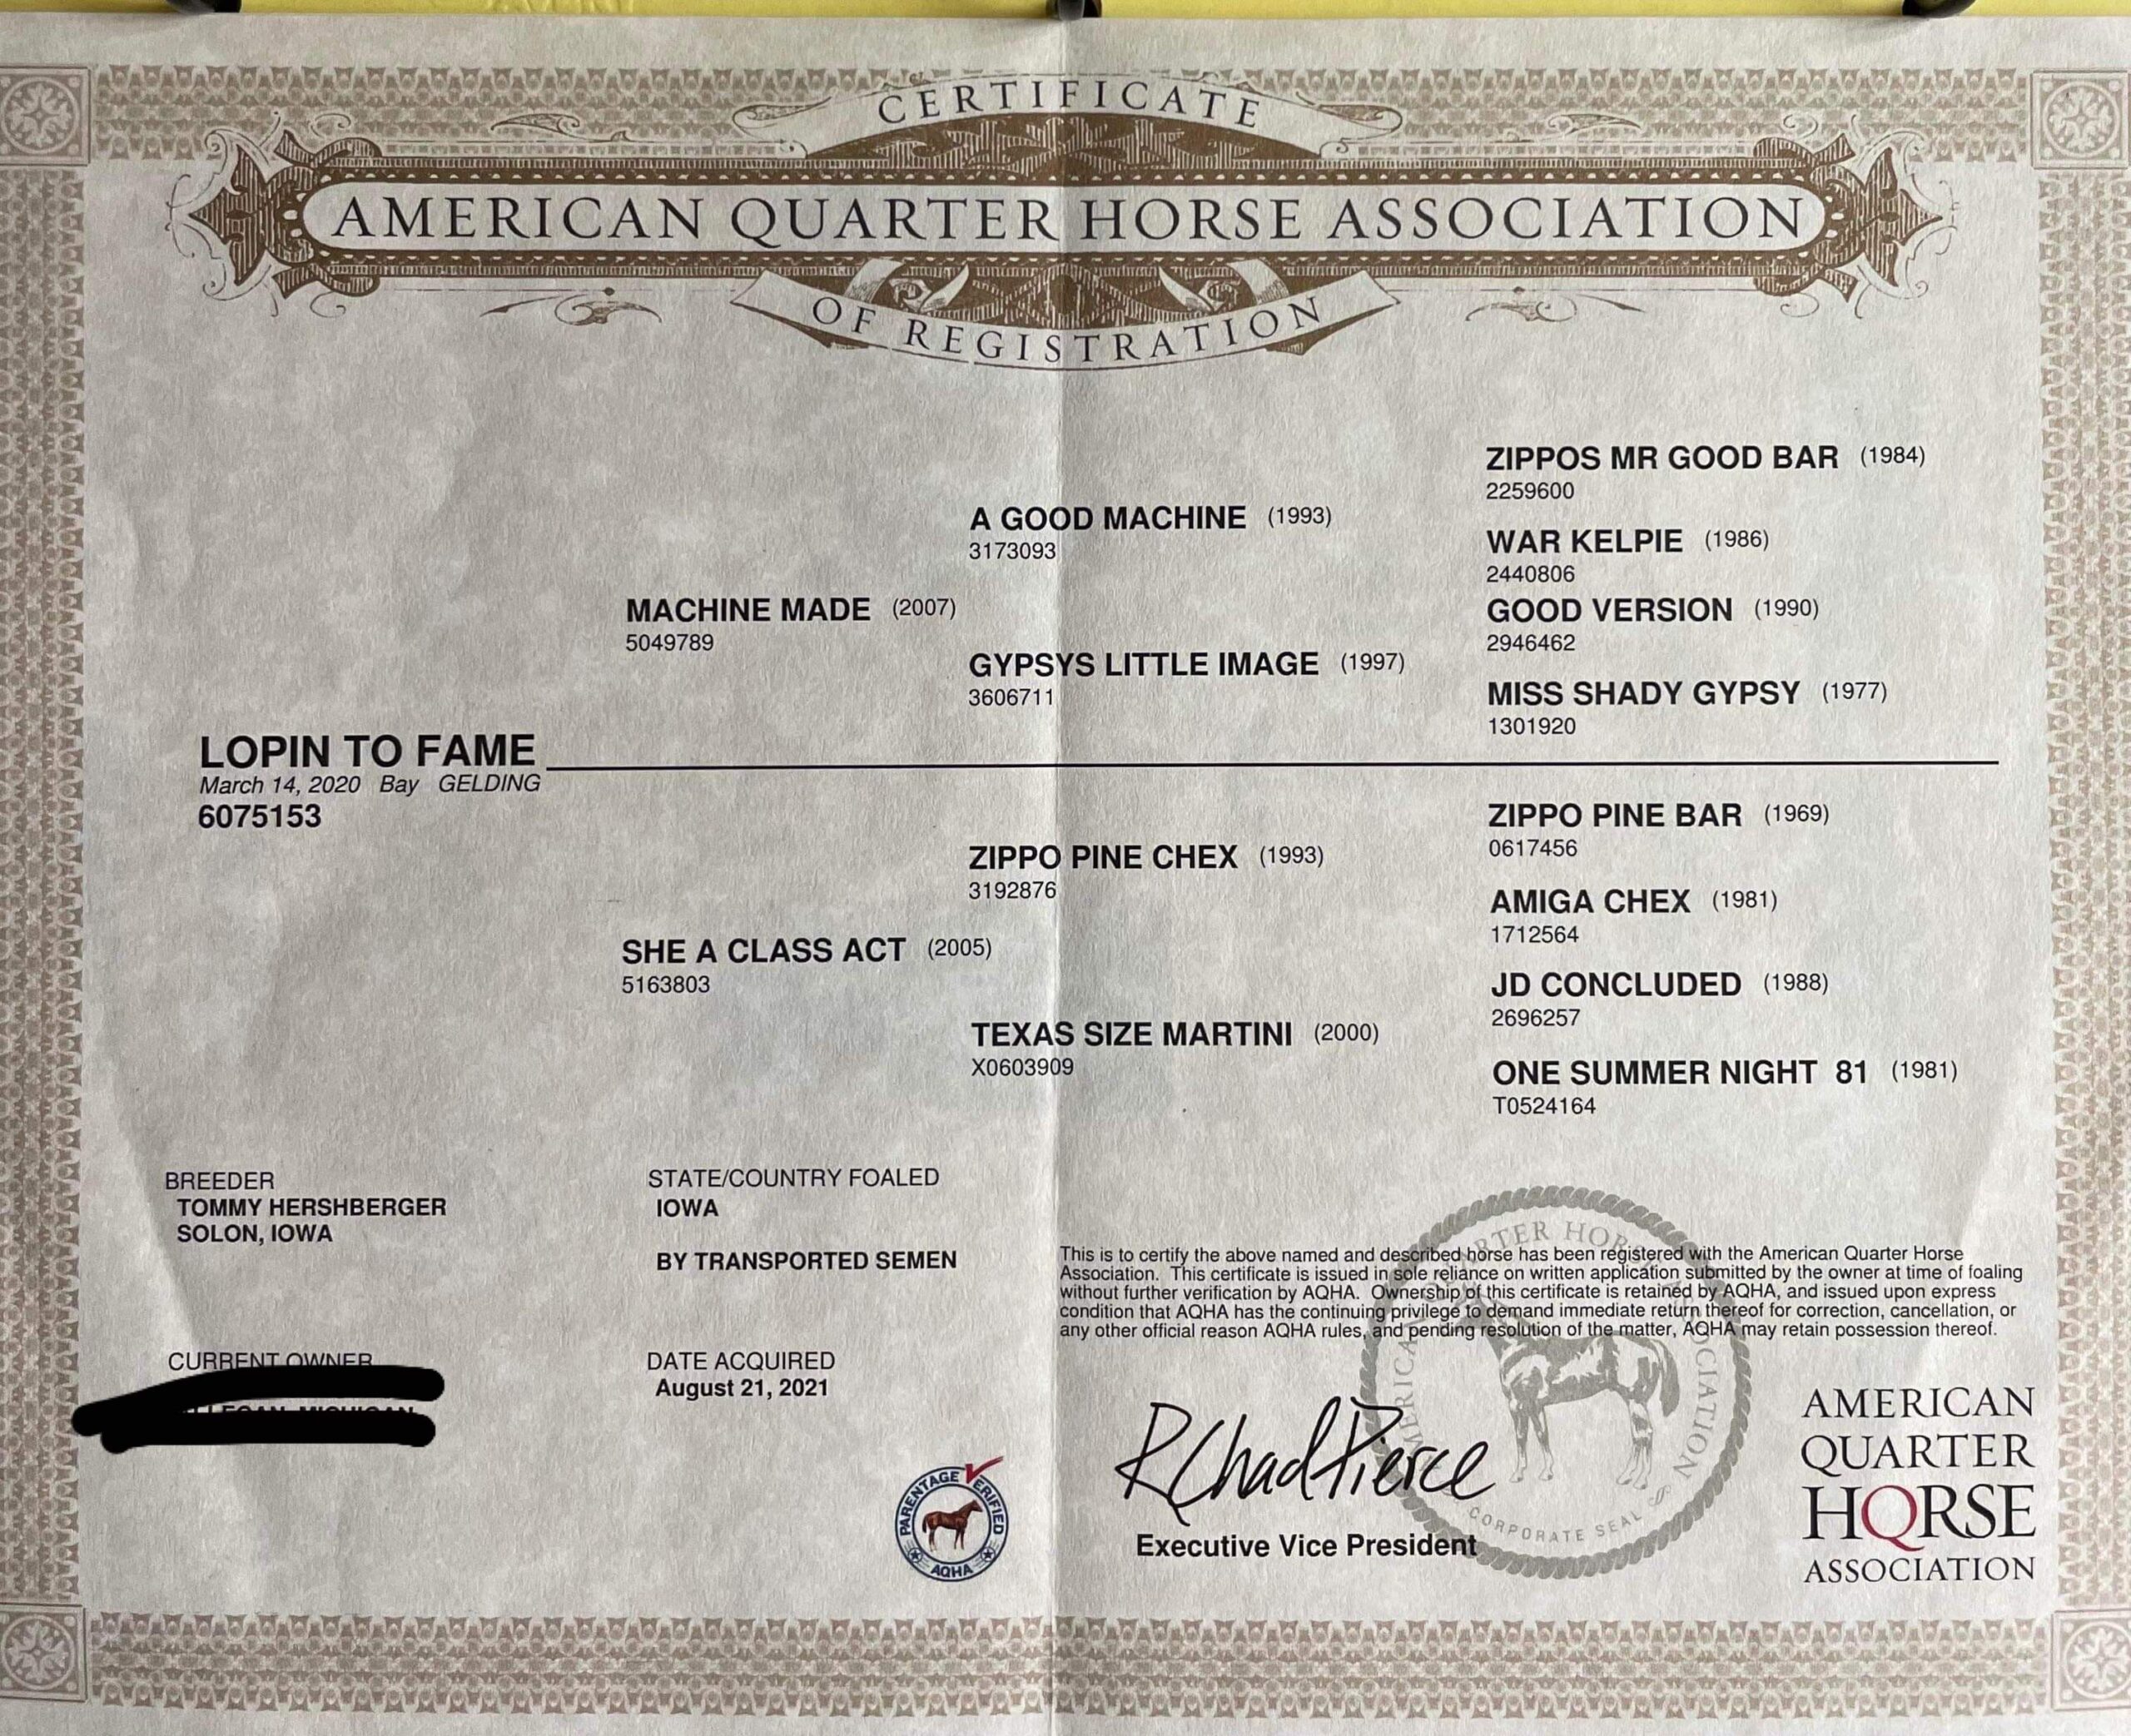 CERTIFICATE
AMERICAN QUARTER HORSE ASSOCIATION
OF REGISTRATION
ZIPPOS MR GOOD BAR (1984)
2259600
A GOOD MACHINE (1993)
3173093
WAR KELPIE (1986)
2440806
MACHINE MADE (2007)
5049789
GOOD VERSION (1990)
2946462
GYPSYS LITTLE IMAGE (1997)
3606711
MISS SHADY GYPSY (1977)
1301920
LOPIN TO FAME
March 14, 2020 Bay GELDING
6075153
ZIPPO PINE BAR (1969)
0617456
ZIPPO PINE CHEX (1993)
3192876
AMIGA CHEX (1981)
1712564
SHE A CLASS ACT (2005)
5163803
JD CONCLUDED (1988)
2696257
TEXAS SIZE MARTINI (2000)
X0603909
ONE SUMMER NIGHT 81 (1981)
T0524164
BREEDER
TOMMY HERSHBERGER
SOLON, IOWA
STATE/COUNTRY FOALED
IOWA
BY TRANSPORTED SEMEN
This is to certify the above named and described horse has been registered with the American Quarter Horse
Association. This certificate is issued in sole reliance on written application submitted by the owner at time of foaling
without further verification by AQHA. Ownership of this certificate is retained by AQHA, and issued upon express
condition that AQHA has the continuing privilege to demand immediate return thereof for correction, cancellation, or
any other official reason AQHA rules, and pending resolution of the matter, AQHA may retain possession thereof.
CURRENT OWNER
DATE ACQUIRED
August 21, 2021
PARENTAGE VERIFIED
AQHA
R Chad Pierce
Executive Vice President
CORPORATE SEAL
AMERICAN
QUARTER
HORSE
ASSOCIATION